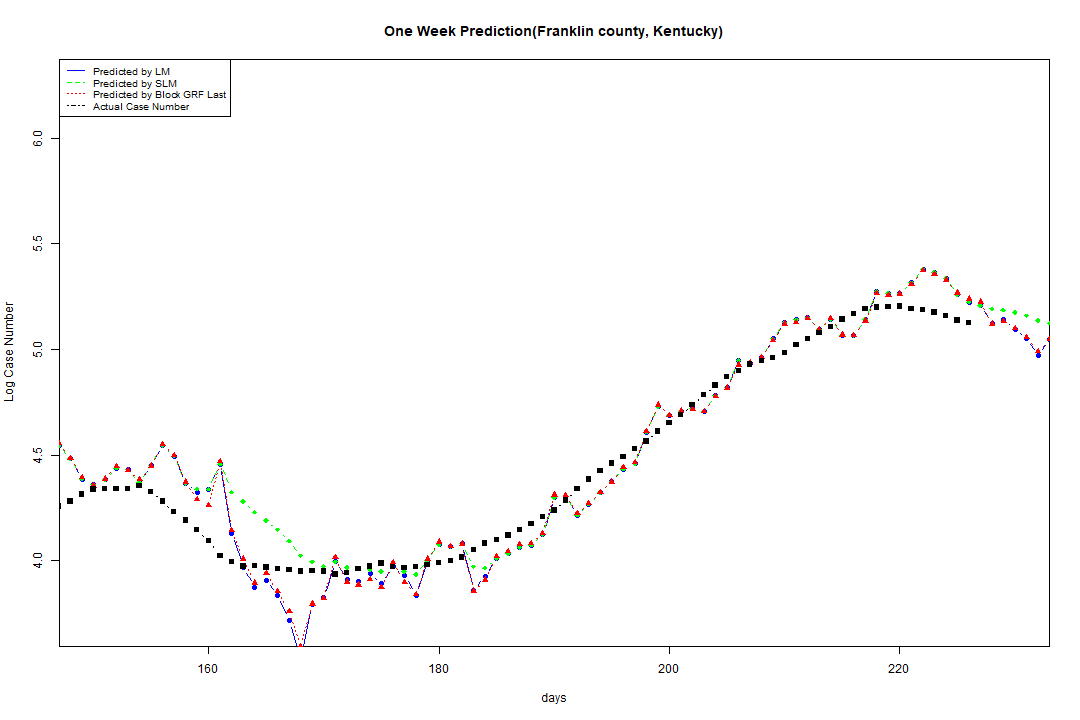 One Week Prediction(Franklin county, Kentucky)
Predicted by LM
Predicted by SLM
Predicted by Block GRF Last
Actual Case Number
6.0
5.5
5.0
4.5
4.0
Log Case Number
160 180 200 220
days